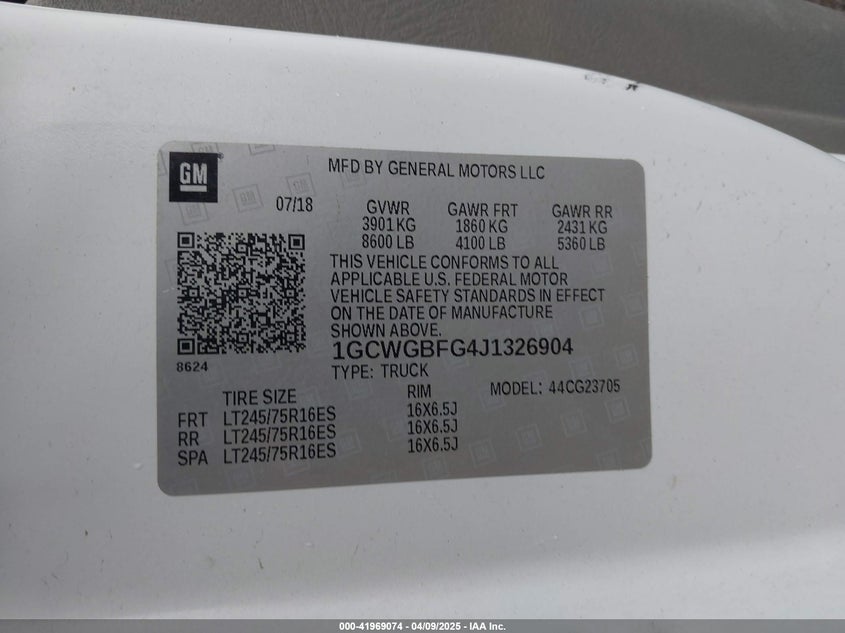 GM
MFD BY GENERAL MOTORS LLC
07/18
GVWR GAWR FRT GAWR RR
3901 KG 1860 KG 2431 KG
8600 LB 4100 LB 5360 LB
THIS VEHICLE CONFORMS TO ALL
APPLICABLE U.S. FEDERAL MOTOR
VEHICLE SAFETY STANDARDS IN EFFECT
ON THE DATE OF MANUFACTURE
SHOWN ABOVE.
1GCWGBFG4J1326904
8624
TYPE: TRUCK
MODEL: 44CG23705
TIRE SIZE RIM
FRT LT245/75R16ES 16X6.5J
RR LT245/75R16ES 16X6.5J
SPA LT245/75R16ES 16X6.5J
000-41969074 - 04/09/2025 - IAA Inc.